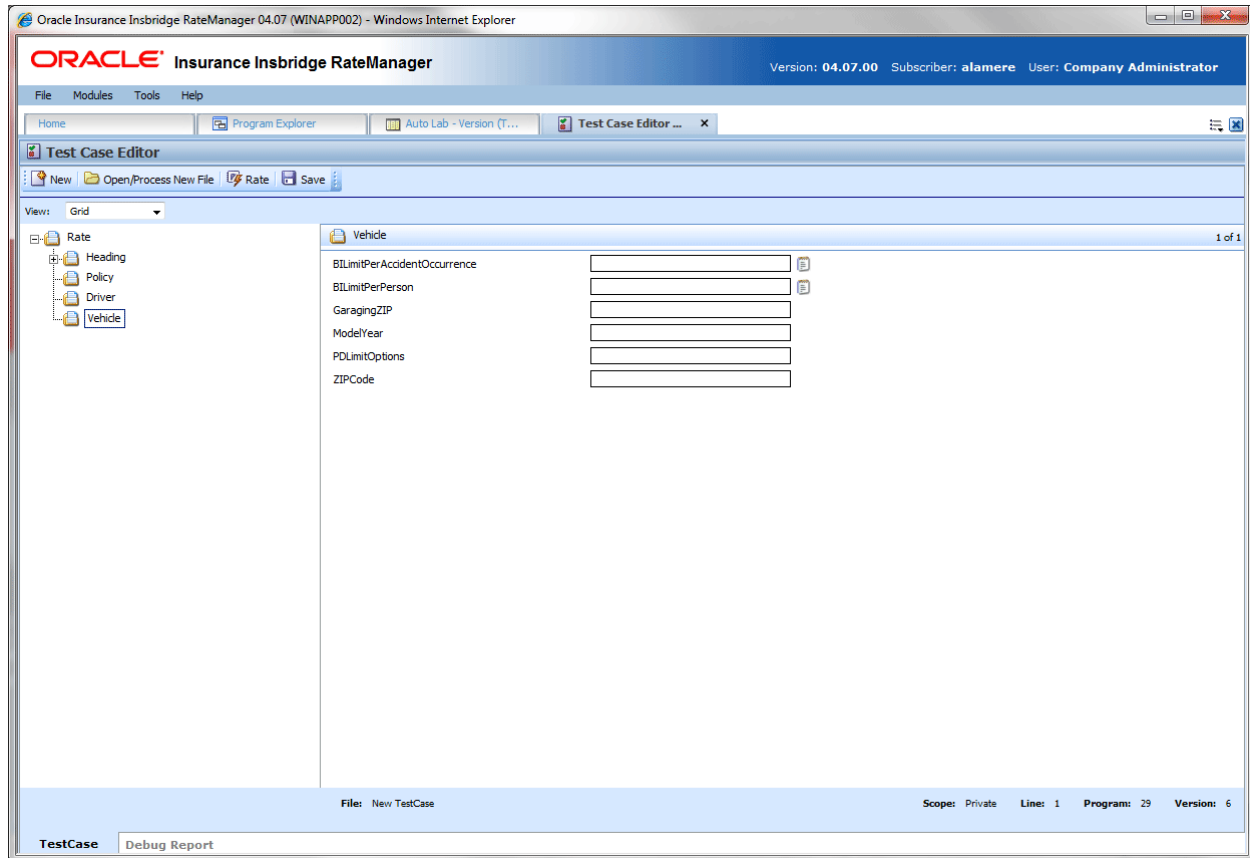 Oracle Insurance Insbridge RateManager 04.07 (WINAPP002) - Windows Internet Explorer
ORACLE Insurance Insbridge RateManager
Version: 04.07.00 Subscriber: alamere User: Company Administrator
File Modules Tools Help
Home Program Explorer Auto Lab - Version (T... Test Case Editor ... x
Test Case Editor
New Open/Process New File Rate Save
View: Grid
Rate
Heading
Policy
Driver
Vehicle
Vehicle 1 of 1
BILimitPerAccidentOccurrence
BILimitPerPerson
GaragingZIP
ModelYear
PDLimitOptions
ZIPCode
File: New TestCase Scope: Private Line: 1 Program: 29 Version: 6
TestCase Debug Report